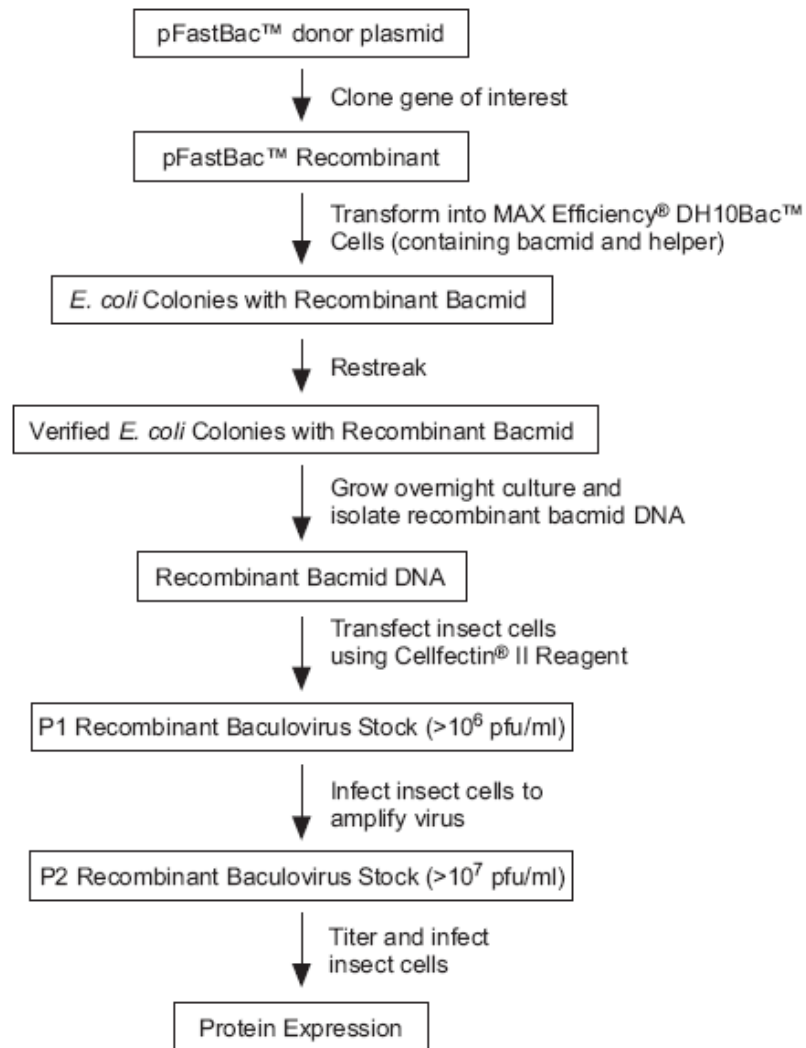 pFastBac™ donor plasmid
Clone gene of interest
pFastBac™ Recombinant
Transform into MAX Efficiency® DH10Bac™
Cells (containing bacmid and helper)
E. coli Colonies with Recombinant Bacmid
Restreak
Verified E. coli Colonies with Recombinant Bacmid
Grow overnight culture and
isolate recombinant bacmid DNA
Recombinant Bacmid DNA
Transfect insect cells
using Cellfectin® II Reagent
P1 Recombinant Baculovirus Stock (>10⁶ pfu/ml)
Infect insect cells to
amplify virus
P2 Recombinant Baculovirus Stock (>10⁷ pfu/ml)
Titer and infect
insect cells
Protein Expression